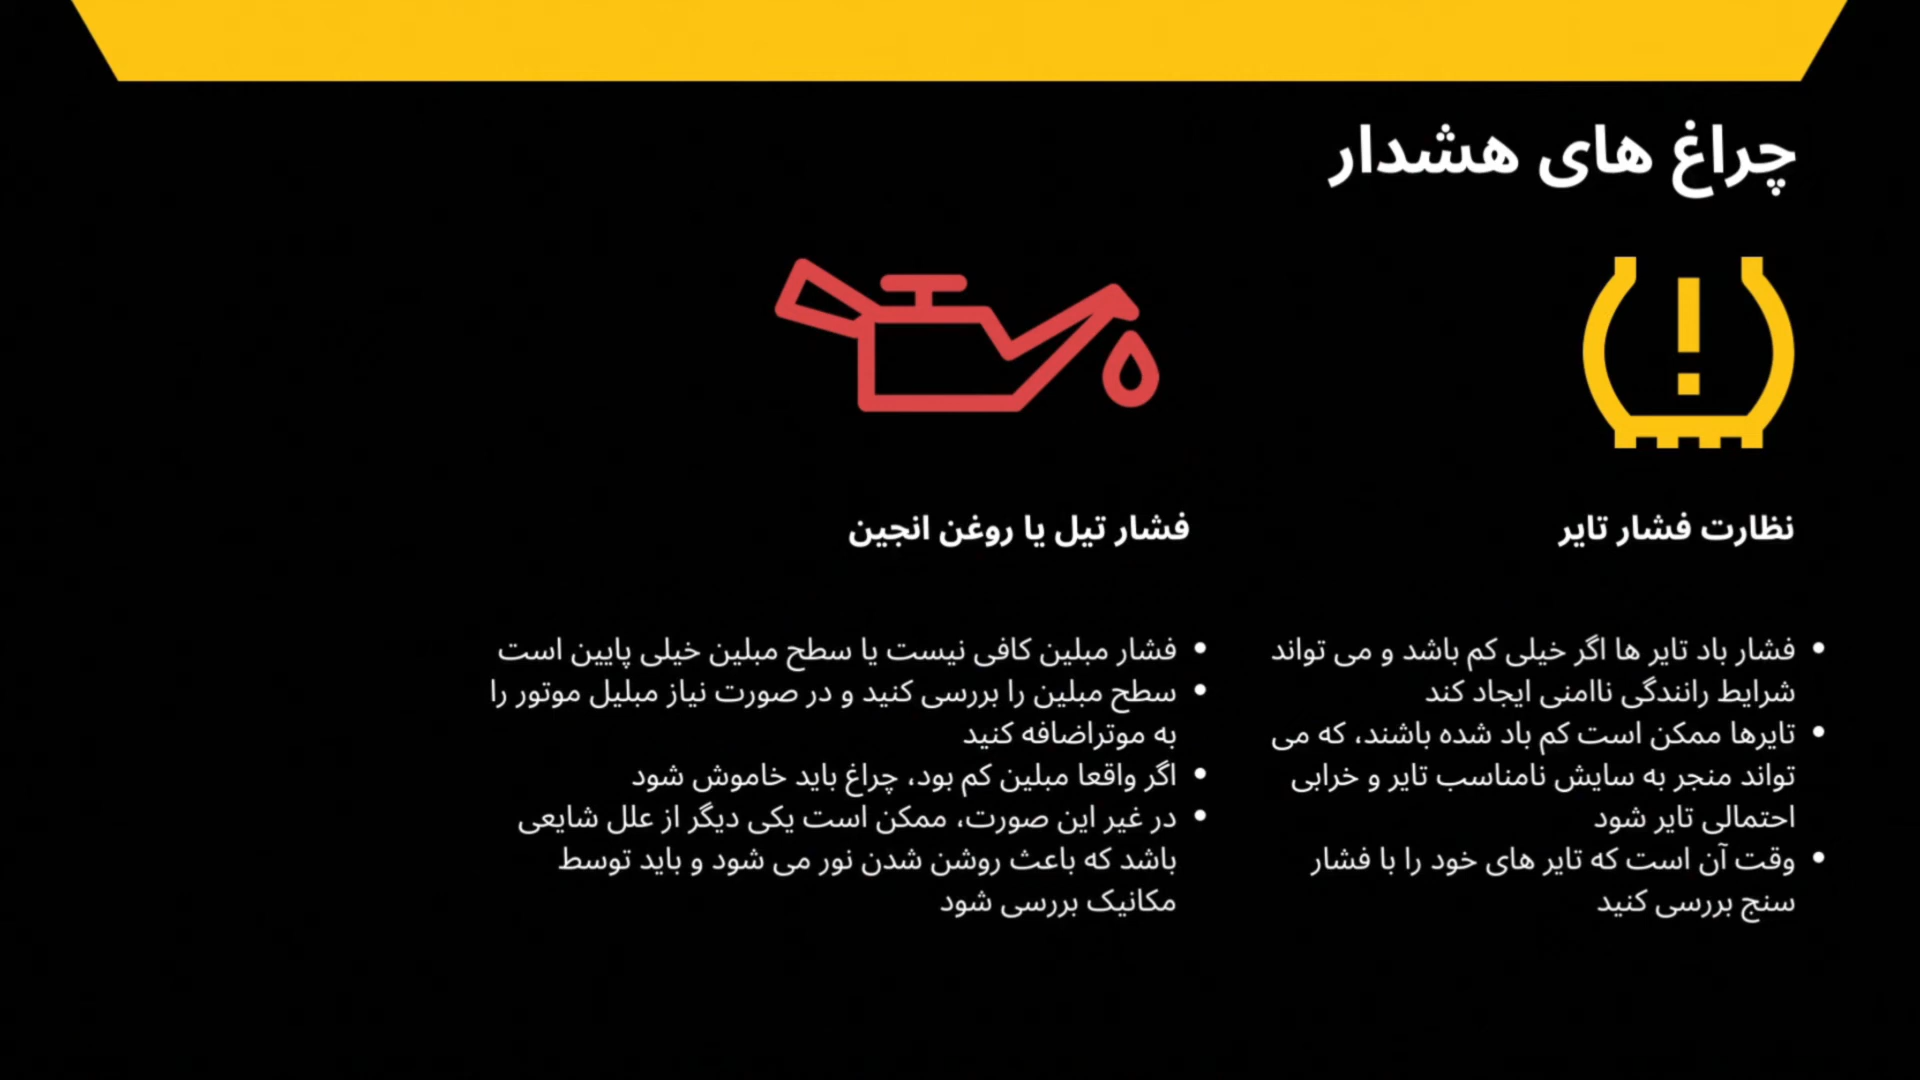 چراغ های هشدار
نظارت فشار تایر
فشار باد تایر ها اگر خیلی کم باشد و می تواند
شرایط رانندگی ناامنی ایجاد کند
تایرها ممکن است کم باد شده باشند، که می
تواند منجر به سایش نامناسب تایر و خرابی
احتمالی تایر شود
وقت آن است که تایر های خود را با فشار
سنج بررسی کنید
فشار تیل یا روغن انجین
فشار مبلین کافی نیست یا سطح مبلین خیلی پایین است
سطح مبلین را بررسی کنید و در صورت نیاز مبلیل موتور را
به موتراضافه کنید
اگر واقعا مبلین کم بود، چراغ باید خاموش شود
در غیر این صورت، ممکن است یکی دیگر از علل شایعی
باشد که باعث روشن شدن نور می شود و باید توسط
مکانیک بررسی شود